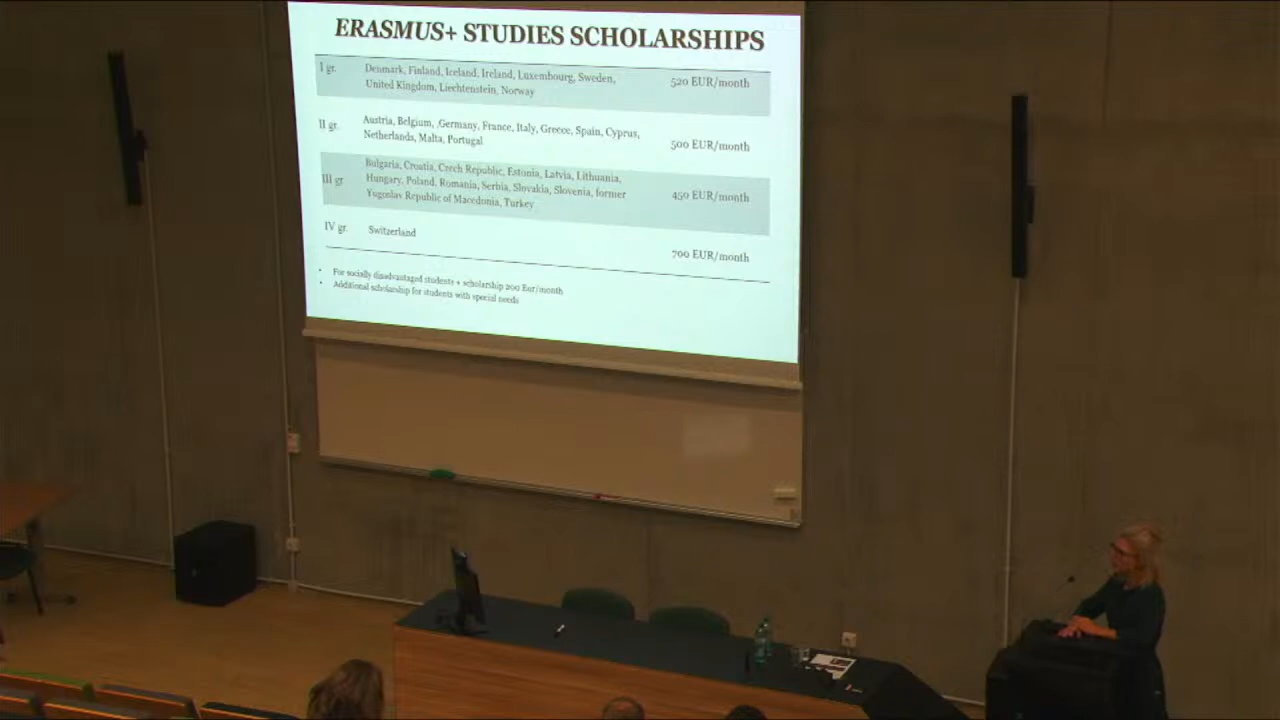 ERASMUS+ STUDIES SCHOLARSHIPS
I gr.
Denmark, Finland, Iceland, Ireland, Luxembourg, Sweden,
United Kingdom, Liechtenstein, Norway
520 EUR/month
II gr.
Austria, Belgium, ,Germany, France, Italy, Greece, Spain, Cyprus,
Netherlands, Malta, Portugal
500 EUR/month
III gr
Bulgaria, Croatia, Czech Republic, Estonia, Latvia, Lithuania,
Hungary, Poland, Romania, Serbia, Slovakia, Slovenia, former
Yugoslav Republic of Macedonia, Turkey
450 EUR/month
IV gr.
Switzerland
700 EUR/month
• For socially disadvantaged students + scholarship 200 Eur/month
• Additional scholarship for students with special needs